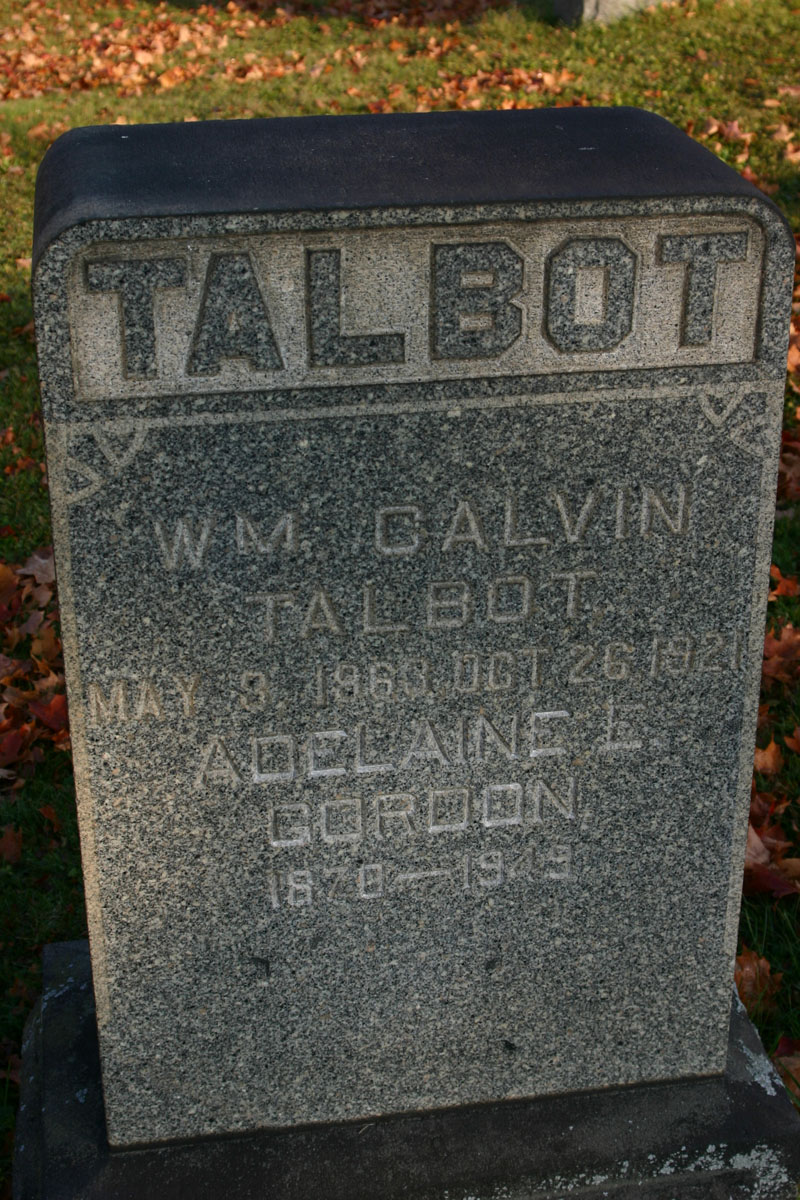 TALBOT
WM. CALVIN
TALBOT
MAY 3, 1863, OCT. 26 1921
ADELAINE E.
GORDON
1870–1949